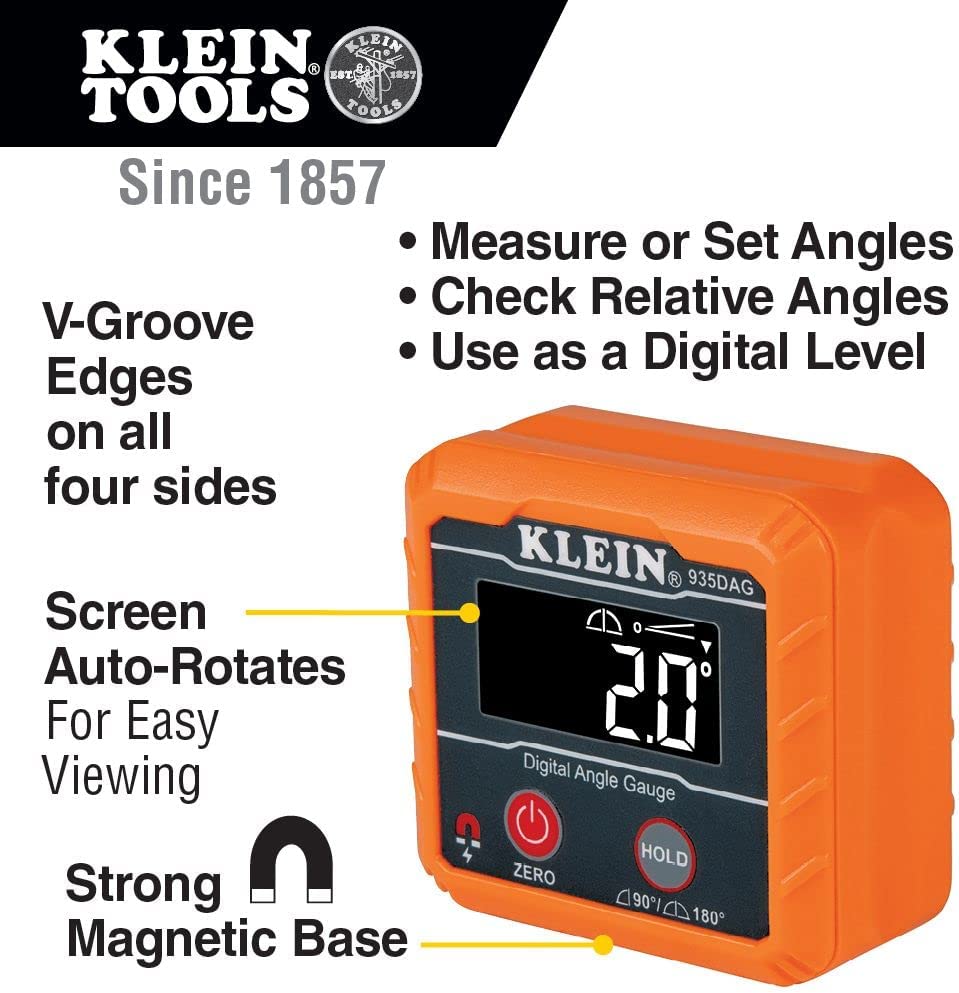 KLEIN
TOOLS®
KLEIN
EST. 1857
TOOLS
Since 1857
• Measure or Set Angles
• Check Relative Angles
• Use as a Digital Level
V-Groove
Edges
on all
four sides
Screen
Auto-Rotates
For Easy
Viewing
Strong
Magnetic Base
KLEIN® 935DAG
2.0°
Digital Angle Gauge
ZERO
HOLD
90°/ 180°